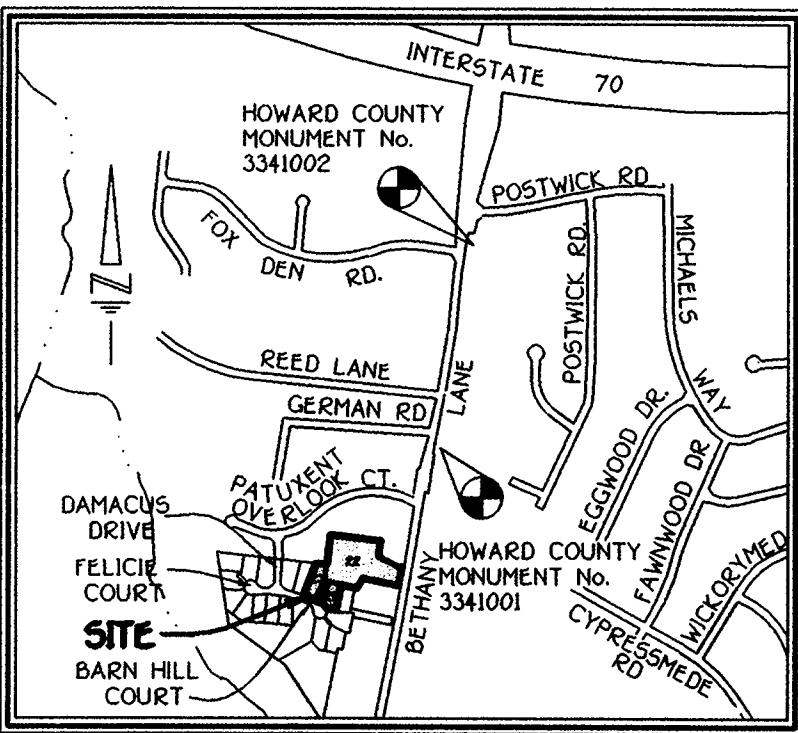 INTERSTATE 70
HOWARD COUNTY
MONUMENT No.
3341002
POSTWICK RD
FOX DEN RD.
N
POSTWICK RD.
MICHAELS WAY
REED LANE
BETHANY LANE
GERMAN RD
EGGWOOD DR.
FAWNWOOD DR
PATUXENT
OVERLOOK CT.
DAMACUS
DRIVE
FELICIE
COURT
SITE
BARN HILL
COURT
22
HOWARD COUNTY
MONUMENT No.
3341001
WICKORYMED
CYPRESSMEDE
RD